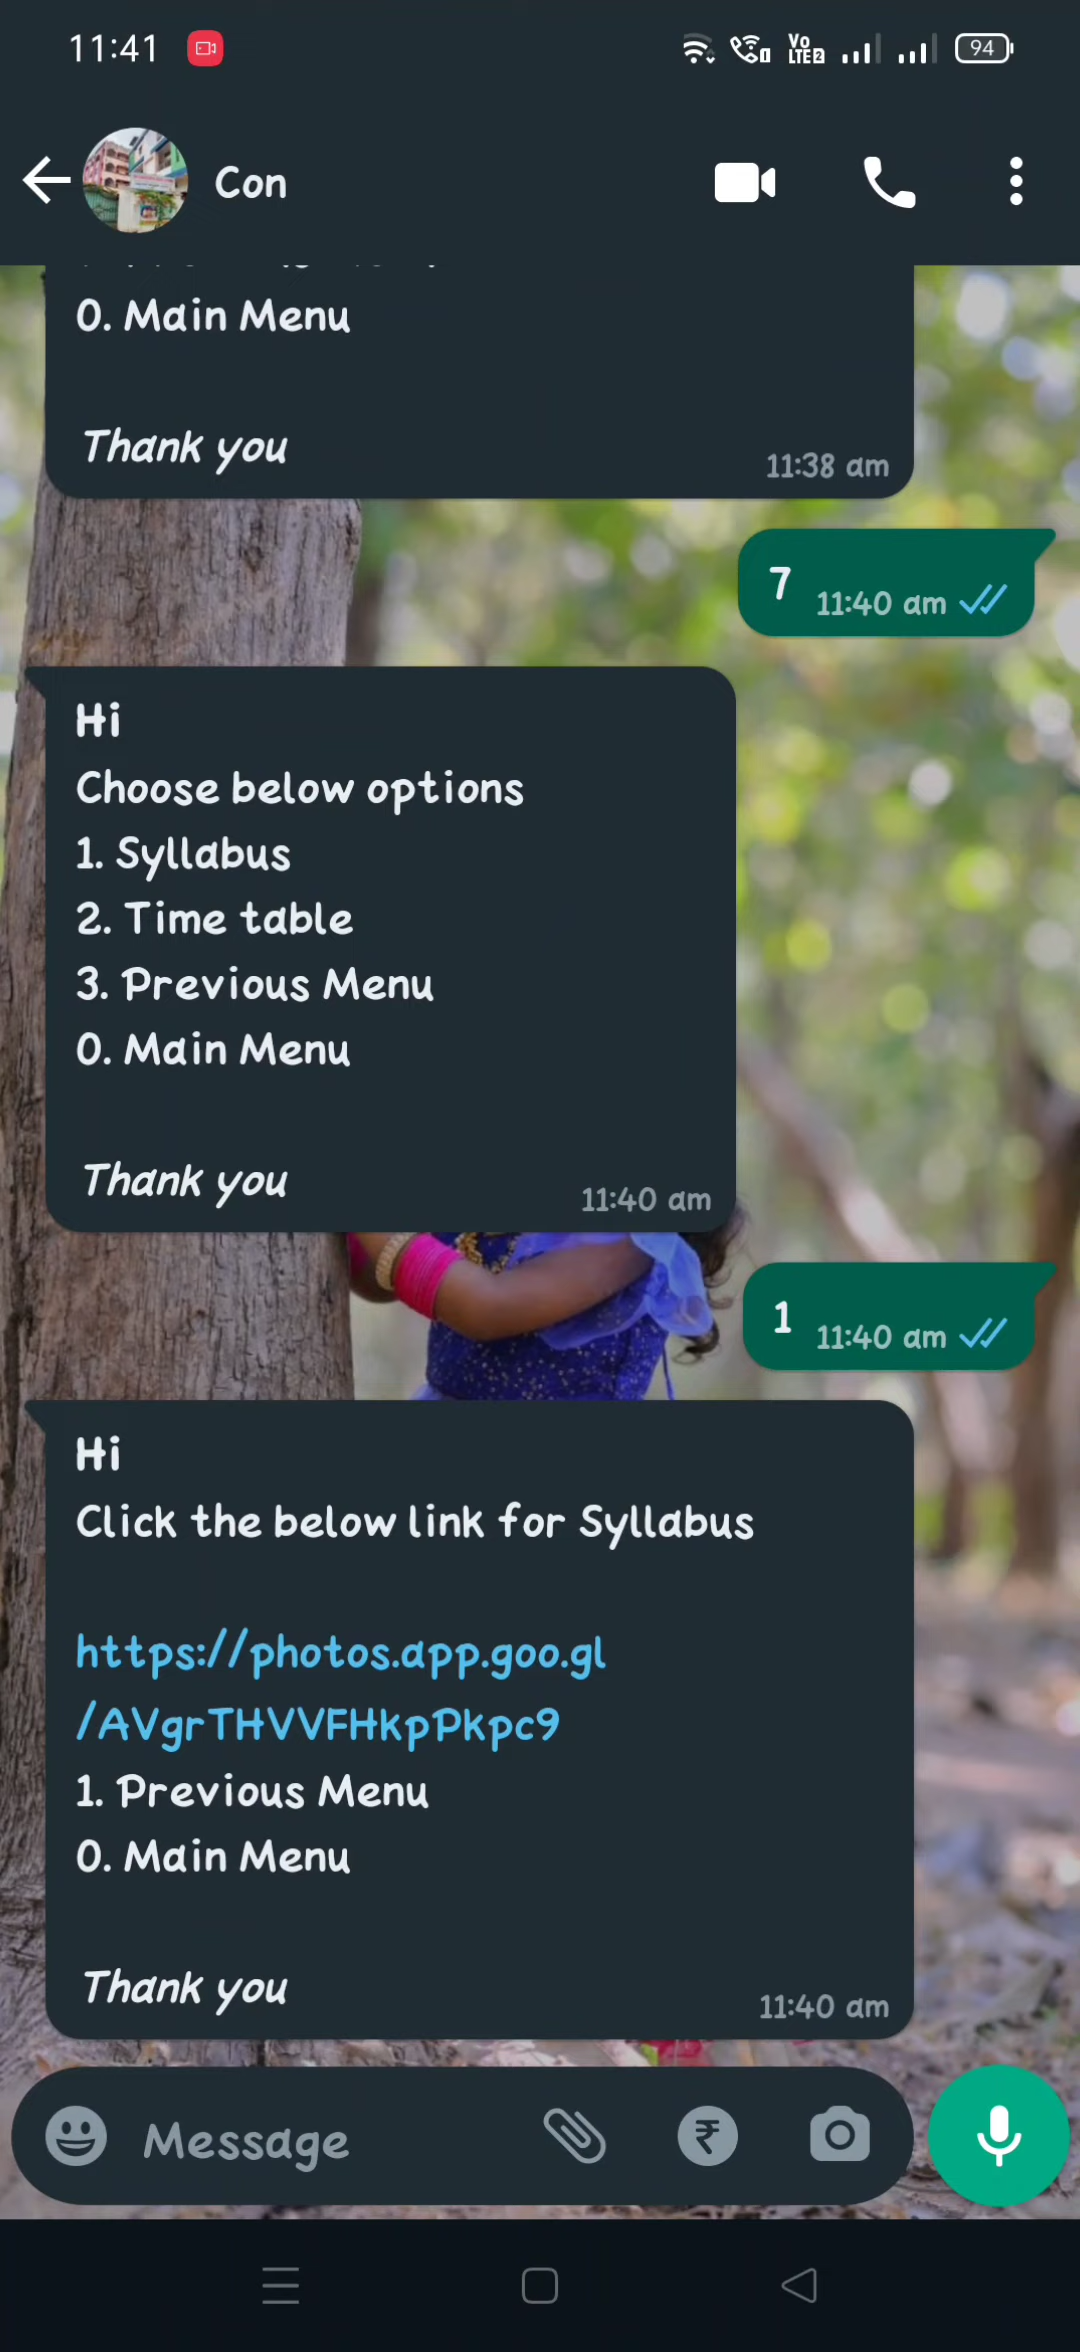 11:41
Vo
LTE2
94
Con
0. Main Menu
Thank you
11:38 am
7 11:40 am
Hi
Choose below options
1. Syllabus
2. Time table
3. Previous Menu
0. Main Menu
Thank you
11:40 am
1 11:40 am
Hi
Click the below link for Syllabus
https://photos.app.goo.gl
/AVgrTHVVFHkpPkpc9
1. Previous Menu
0. Main Menu
Thank you
11:40 am
Message
₹